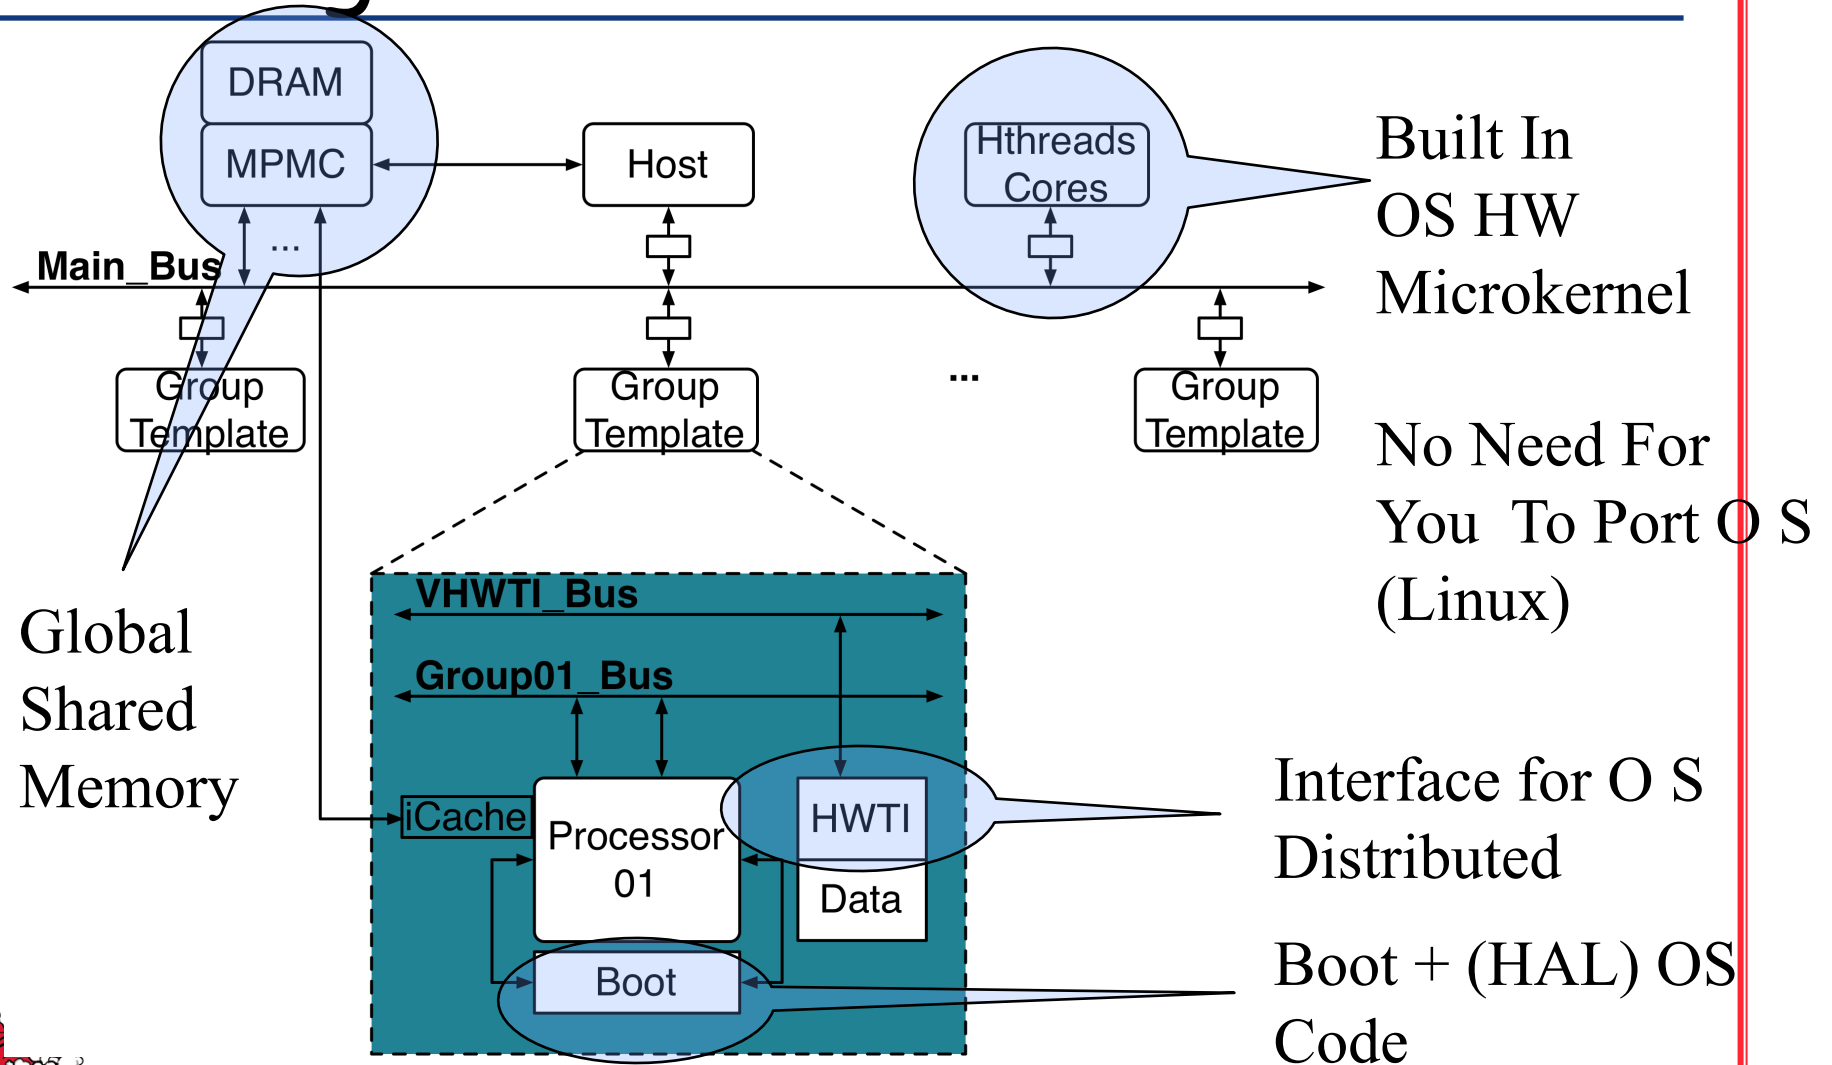 DRAM
MPMC
Host
Hthreads
Cores
...
Main_Bus
Group
Template
Group
Template
...
Group
Template
Built In
OS HW
Microkernel
No Need For
You To Port O S
(Linux)
Global
Shared
Memory
VHWTI_Bus
Group01_Bus
iCache
Processor
01
HWTI
Data
Boot
Interface for O S
Distributed
Boot + (HAL) OS
Code